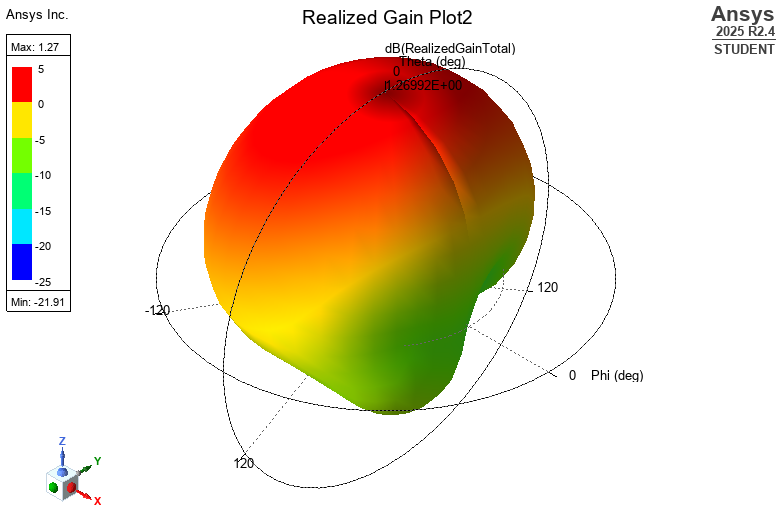 Ansys Inc.
Realized Gain Plot2
Ansys
2025 R2.4
STUDENT
Max: 1.27
5
0
-5
-10
-15
-20
-25
Min: -21.91
dB(RealizedGainTotal)
Theta (deg)
0
1.26992E+00
-120
120
0 Phi (deg)
120
Z
Y
X